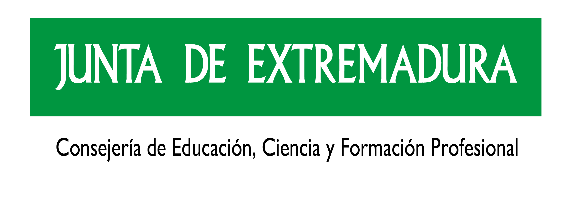 JUNTA DE EXTREMADURA
Consejería de Educación, Ciencia y Formación Profesional